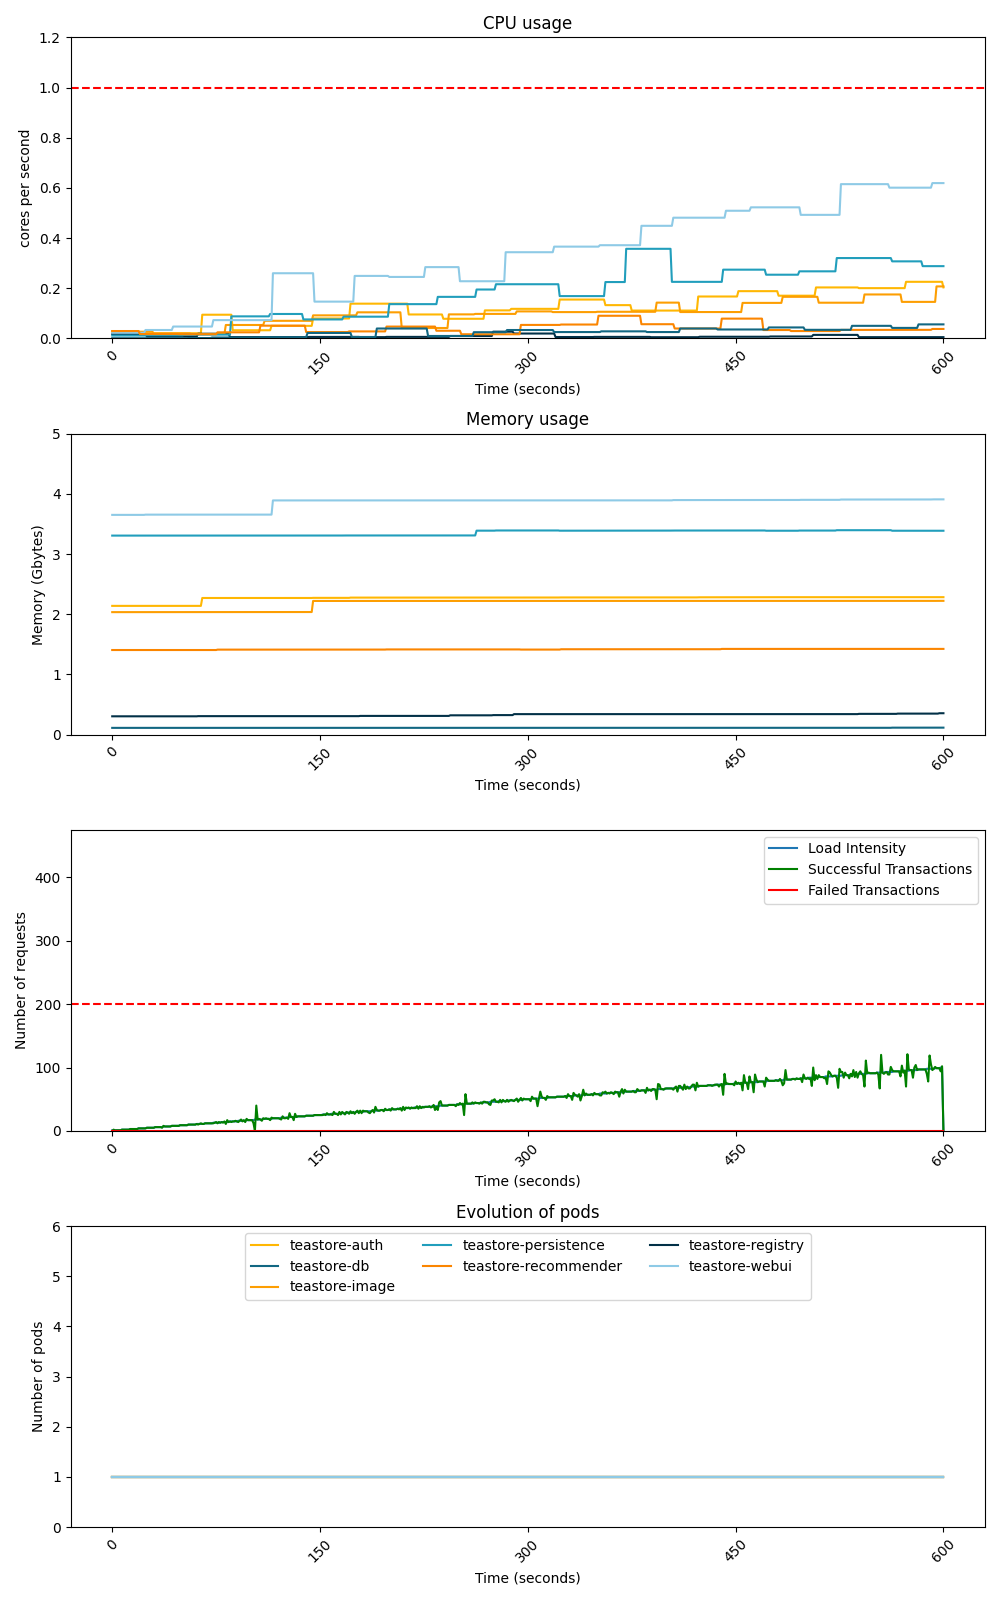 CPU usage
1.2
1.0
0.8
0.6
0.4
0.2
0.0
cores per second
0 150 300 450 600
Time (seconds)
Memory usage
5
4
3
2
1
0
Memory (Gbytes)
0 150 300 450 600
Time (seconds)
Load Intensity
Successful Transactions
Failed Transactions
400
300
200
100
0
Number of requests
0 150 300 450 600
Time (seconds)
Evolution of pods
teastore-auth teastore-persistence teastore-registry
teastore-db teastore-recommender teastore-webui
teastore-image
6
5
4
3
2
1
0
Number of pods
0 150 300 450 600
Time (seconds)